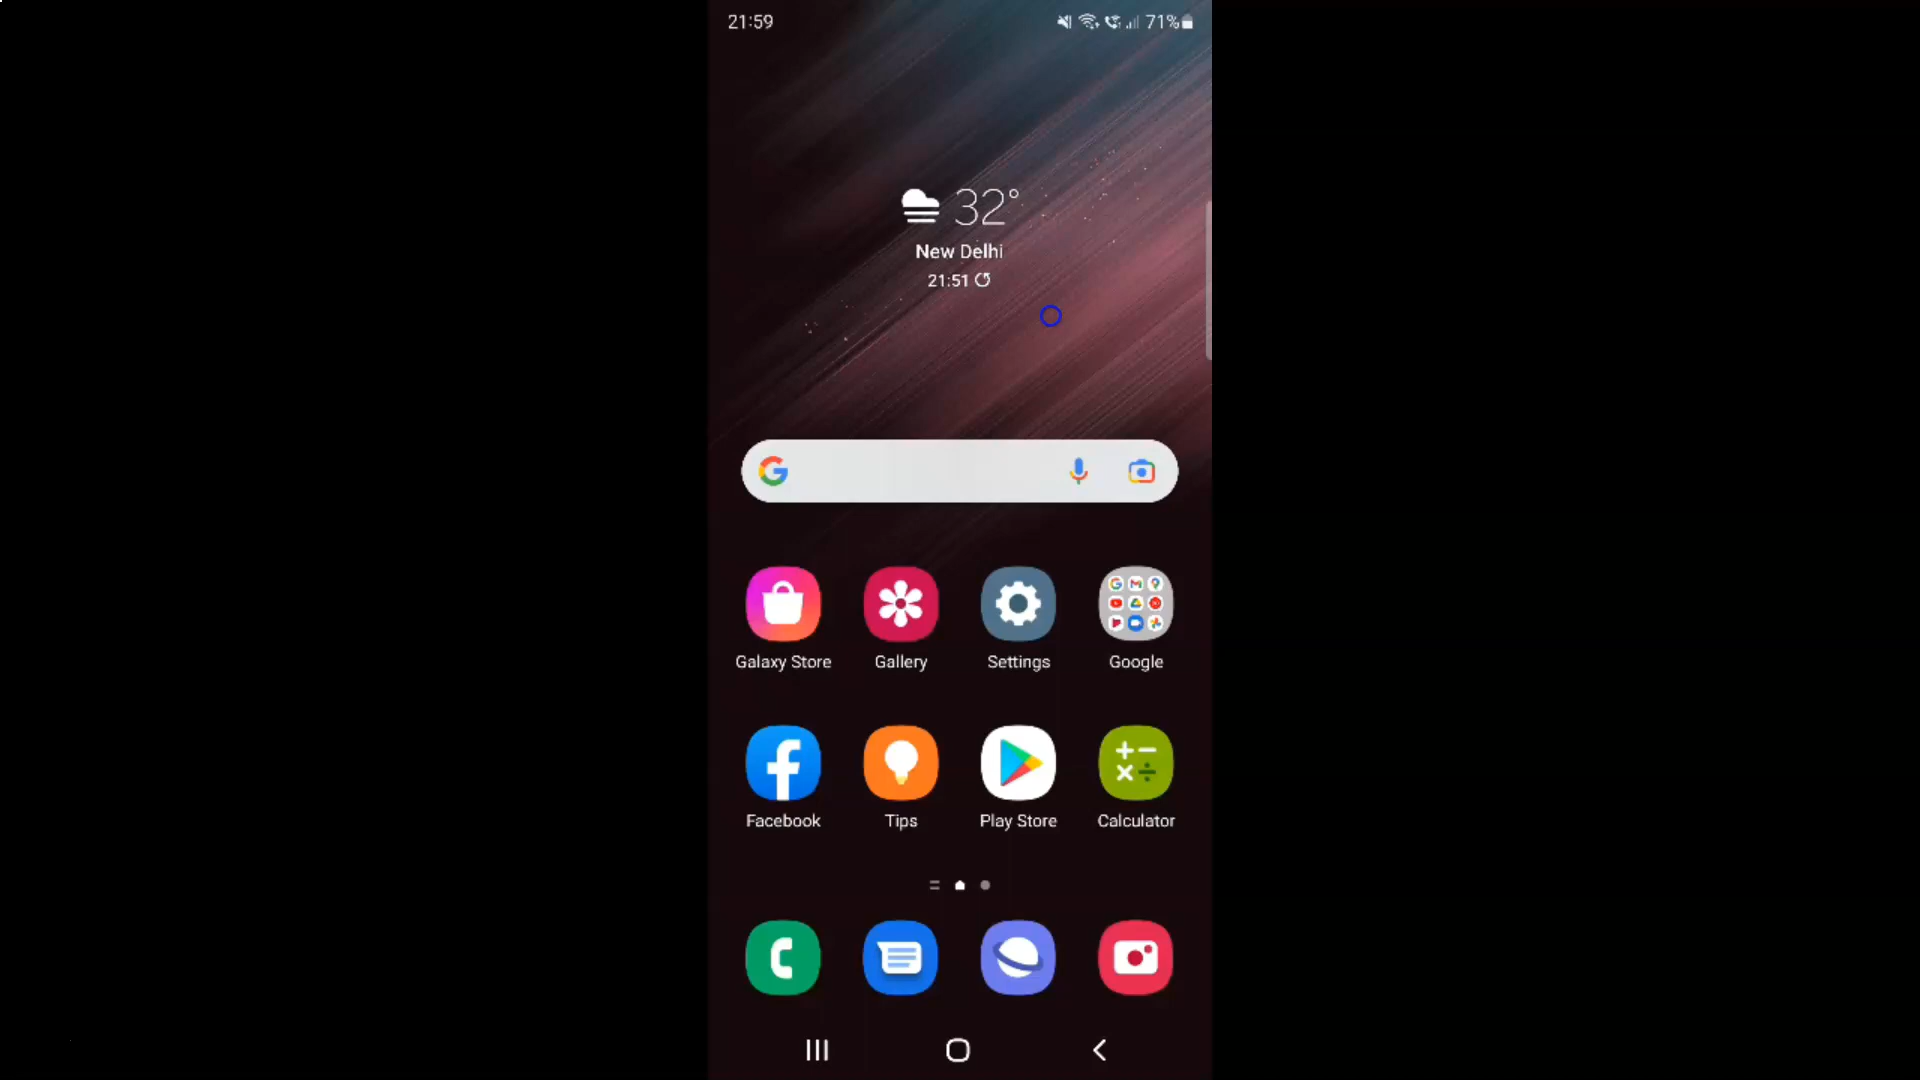 21:59
71%
32°
New Delhi
21:51
Galaxy Store
Gallery
Settings
Google
Facebook
Tips
Play Store
Calculator